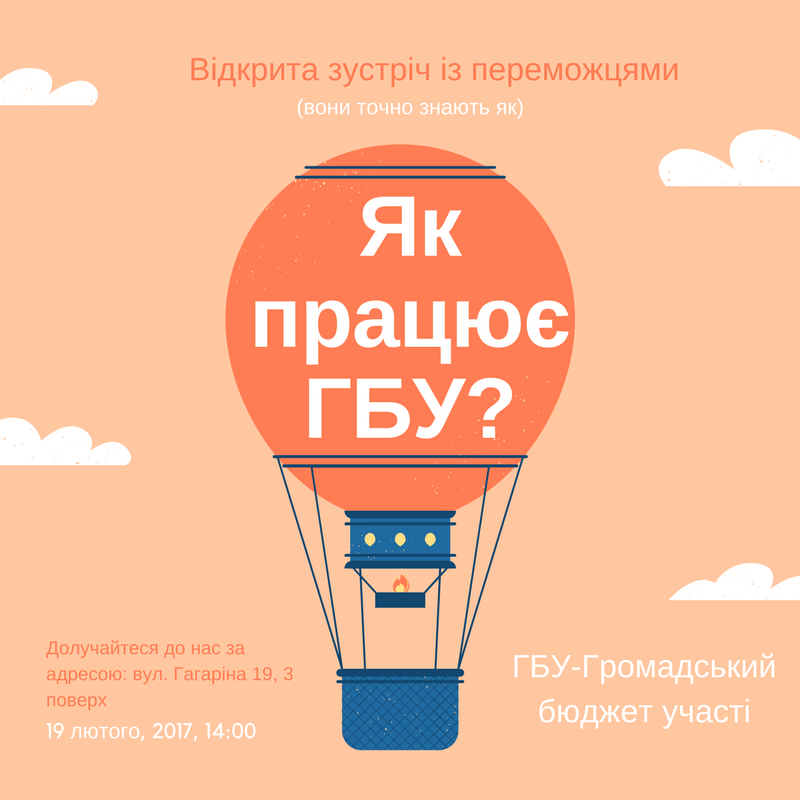 Відкрита зустріч із переможцями
(вони точно знають як)
Як
працює
ГБУ?
Долучайтеся до нас за
адресою: вул. Гагаріна 19, 3
поверх
19 лютого, 2017, 14:00
ГБУ-Громадський
бюджет участі